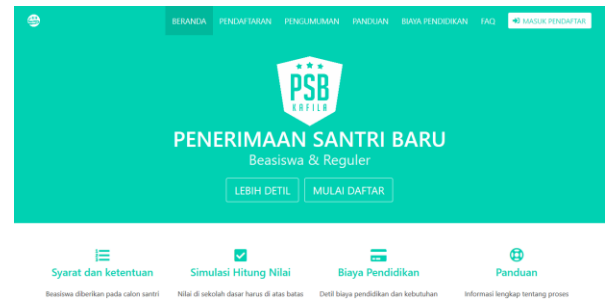 BERANDA PENDAFTARAN PENGUMUMAN PANDUAN BIAYA PENDIDIKAN FAQ MASUK PENDAFTAR
PSB
KAFILA
PENERIMAAN SANTRI BARU
Beasiswa & Reguler
LEBIH DETIL MULAI DAFTAR
Syarat dan ketentuan Simulasi Hitung Nilai Biaya Pendidikan Panduan
Beasiswa diberikan pada calon santri Nilai di sekolah dasar harus di atas batas Detil biaya pendidikan dan kebutuhan Informasi lengkap tentang proses